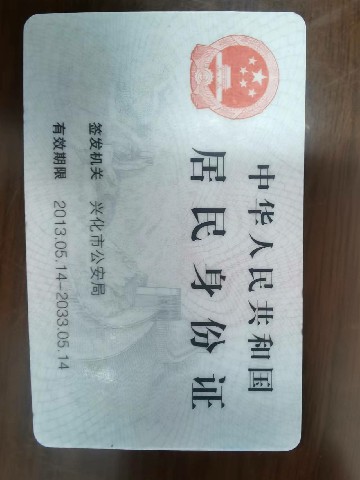 中华人民共和国
居民身份证
签发机关 兴化市公安局
有效期限 2013.05.14-2033.05.14